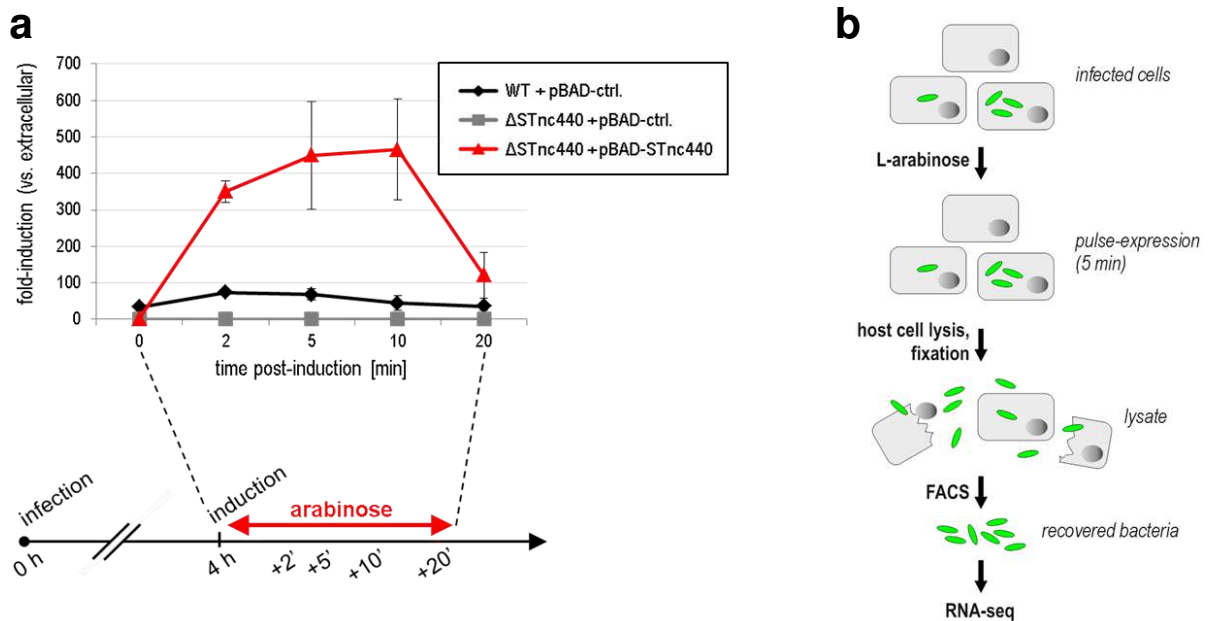 a
700
600
500
400
300
200
100
0
fold-induction (vs. extracellular)
WT + pBAD-ctrl.
ΔSTnc440 +pBAD-ctrl.
ΔSTnc440 +pBAD-STnc440
0 2 5 10 20
time post-induction [min]
infection
induction
arabinose
0 h
4 h
+2'
+5'
+10'
+20'
b
infected cells
L-arabinose
pulse-expression
(5 min)
host cell lysis,
fixation
lysate
FACS
recovered bacteria
RNA-seq